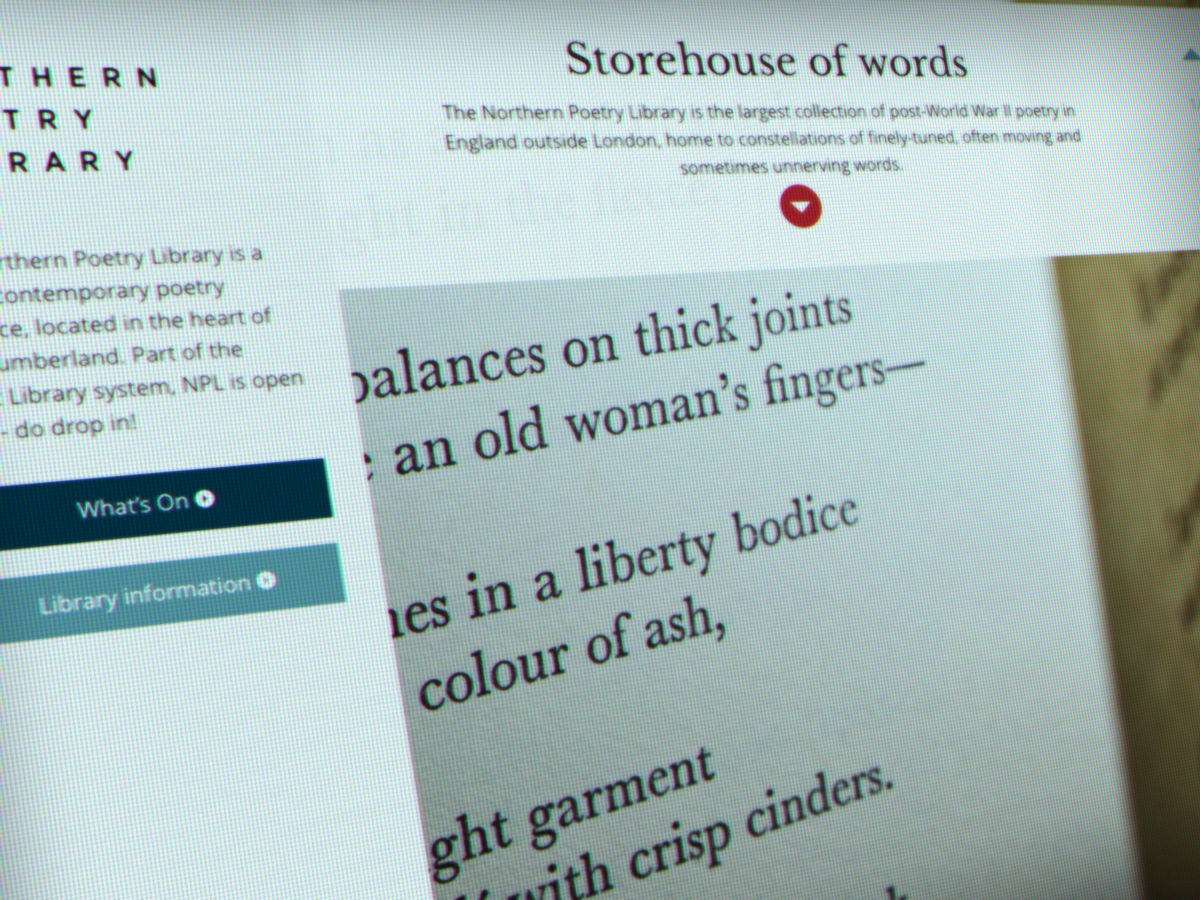 THERN
TRY
RARY
rthern Poetry Library is a
contemporary poetry
ce, located in the heart of
umberland. Part of the
Library system, NPL is open
- do drop in!
What's On
Library information
Storehouse of words
The Northern Poetry Library is the largest collection of post-World War II poetry in
England outside London, home to constellations of finely-tuned, often moving and
sometimes unnerving words.
balances on thick joints
an old woman’s fingers—
nes in a liberty bodice
colour of ash,
ght garment
with crisp cinders.